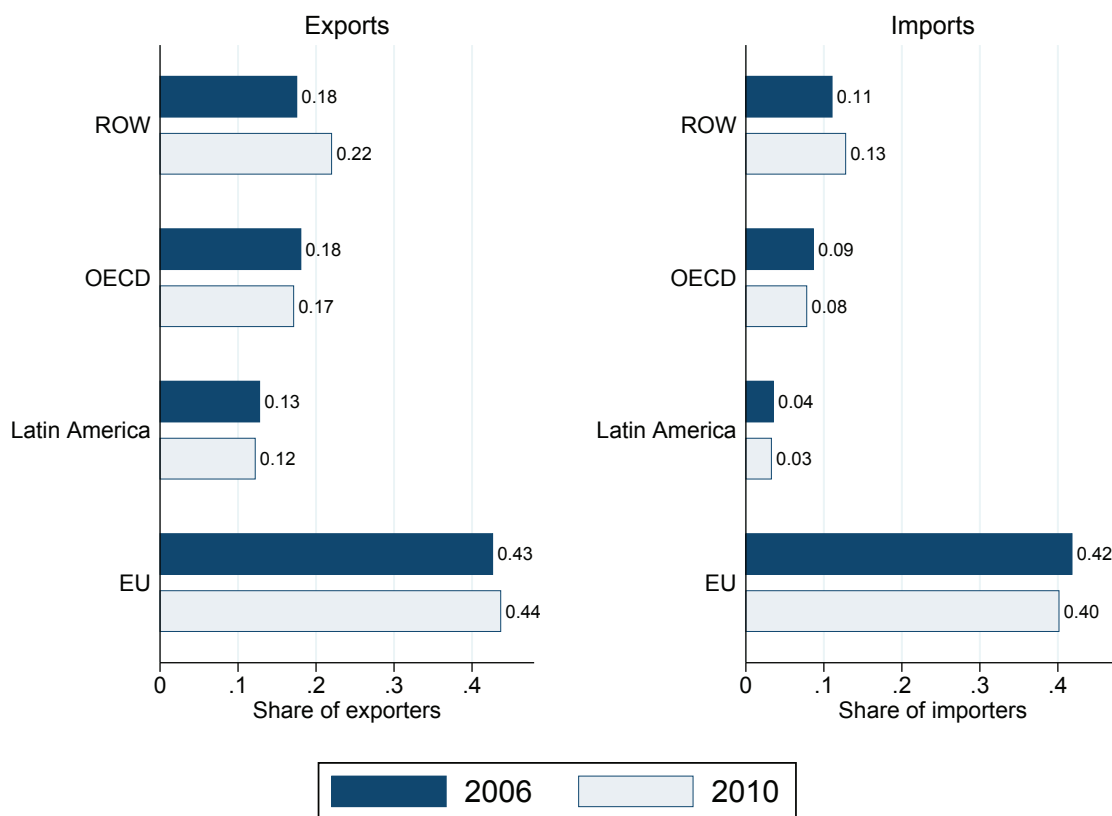 Exports
ROW
0.18
0.22
OECD
0.18
0.17
Latin America
0.13
0.12
EU
0.43
0.44
0 .1 .2 .3 .4
Share of exporters
Imports
ROW
0.11
0.13
OECD
0.09
0.08
Latin America
0.04
0.03
EU
0.42
0.40
0 .1 .2 .3 .4
Share of importers
2006 2010